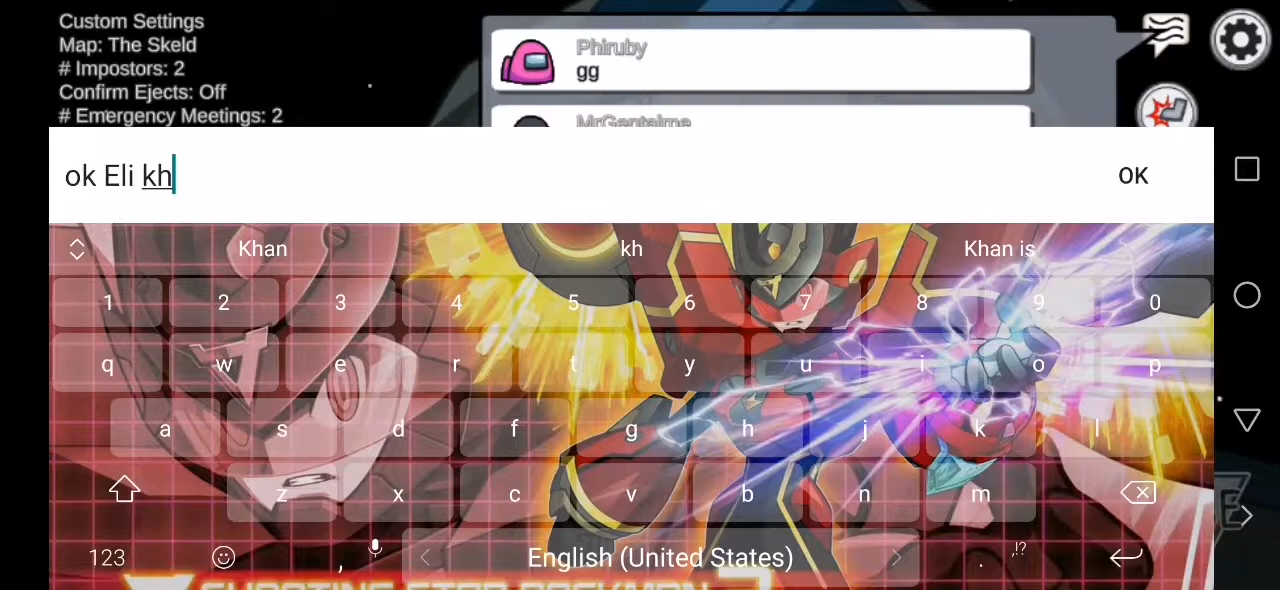 Custom Settings
Map: The Skeld
# Impostors: 2
Confirm Ejects: Off
# Emergency Meetings: 2
Phiruby
gg
ok Eli kh
OK
Khan kh Khan is
1 2 3 4 5 6 7 8 9 0
q w e r t y u i o p
a s d f g h j k l
z x c v b n m
123 , < English (United States) > . ,!?